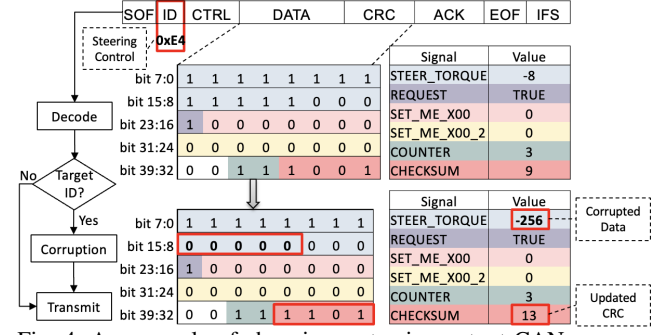 SOF ID CTRL DATA CRC ACK EOF IFS
Steering
Control
0xE4
Decode
Target
ID?
No
Yes
Corruption
Transmit
bit 7:0 1 1 1 1 1 1 1 1
bit 15:8 1 1 1 1 1 0 0 0
bit 23:16 1 0 0 0 0 0 0 0
bit 31:24 0 0 0 0 0 0 0 0
bit 39:32 0 0 1 1 1 0 0 1
Signal Value
STEER_TORQUE -8
REQUEST TRUE
SET_ME_X00 0
SET_ME_X00_2 0
COUNTER 3
CHECKSUM 9
bit 7:0 1 1 1 1 1 1 1 1
bit 15:8 0 0 0 0 0 0 0 0
bit 23:16 1 0 0 0 0 0 0 0
bit 31:24 0 0 0 0 0 0 0 0
bit 39:32 0 0 1 1 1 1 0 1
Signal Value
STEER_TORQUE -256
REQUEST TRUE
SET_ME_X00 0
SET_ME_X00_2 0
COUNTER 3
CHECKSUM 13
Corrupted
Data
Updated
CRC